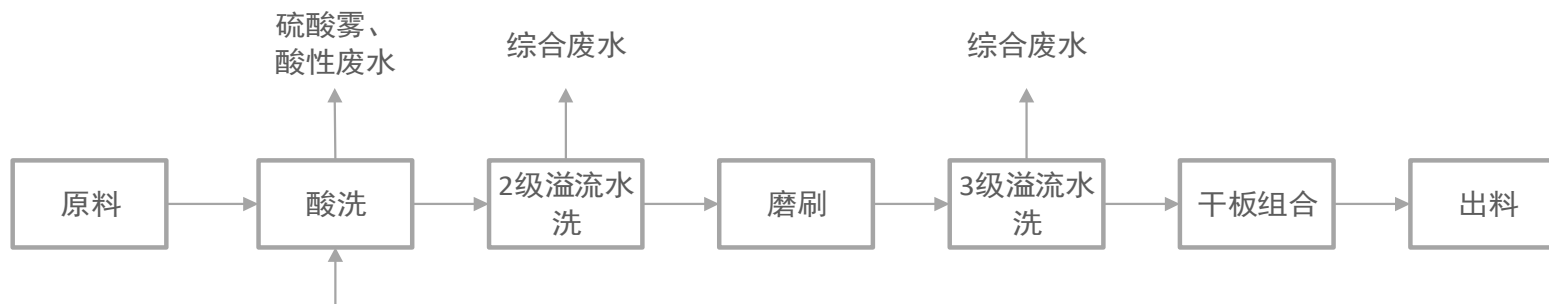 硫酸雾、
酸性废水
综合废水
综合废水
原料
酸洗
2级溢流水
洗
磨刷
3级溢流水
洗
干板组合
出料